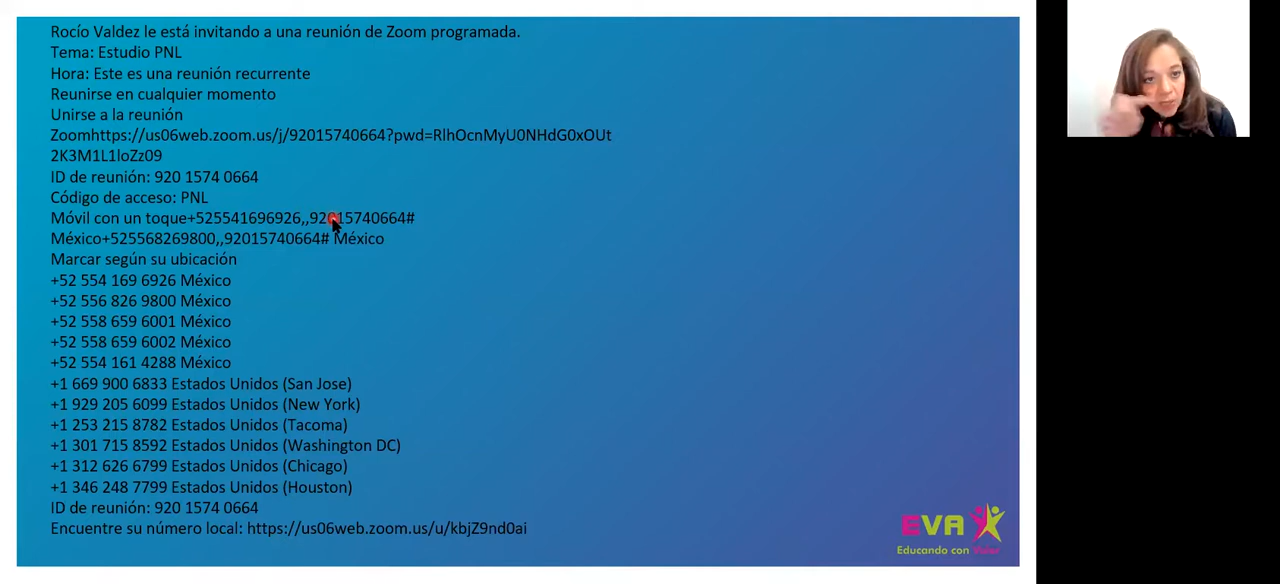 Rocío Valdez le está invitando a una reunión de Zoom programada.
Tema: Estudio PNL
Hora: Este es una reunión recurrente
Reunirse en cualquier momento
Unirse a la reunión
Zoomhttps://us06web.zoom.us/j/92015740664?pwd=RlhOcnMyU0NHdG0xOUt
2K3M1L1loZz09
ID de reunión: 920 1574 0664
Código de acceso: PNL
Móvil con un toque+525541696926,,92015740664#
México+525568269800,,92015740664# México
Marcar según su ubicación
+52 554 169 6926 México
+52 556 826 9800 México
+52 558 659 6001 México
+52 558 659 6002 México
+52 554 161 4288 México
+1 669 900 6833 Estados Unidos (San Jose)
+1 929 205 6099 Estados Unidos (New York)
+1 253 215 8782 Estados Unidos (Tacoma)
+1 301 715 8592 Estados Unidos (Washington DC)
+1 312 626 6799 Estados Unidos (Chicago)
+1 346 248 7799 Estados Unidos (Houston)
ID de reunión: 920 1574 0664
Encuentre su número local: https://us06web.zoom.us/u/kbjZ9nd0ai
EVA
Educando con